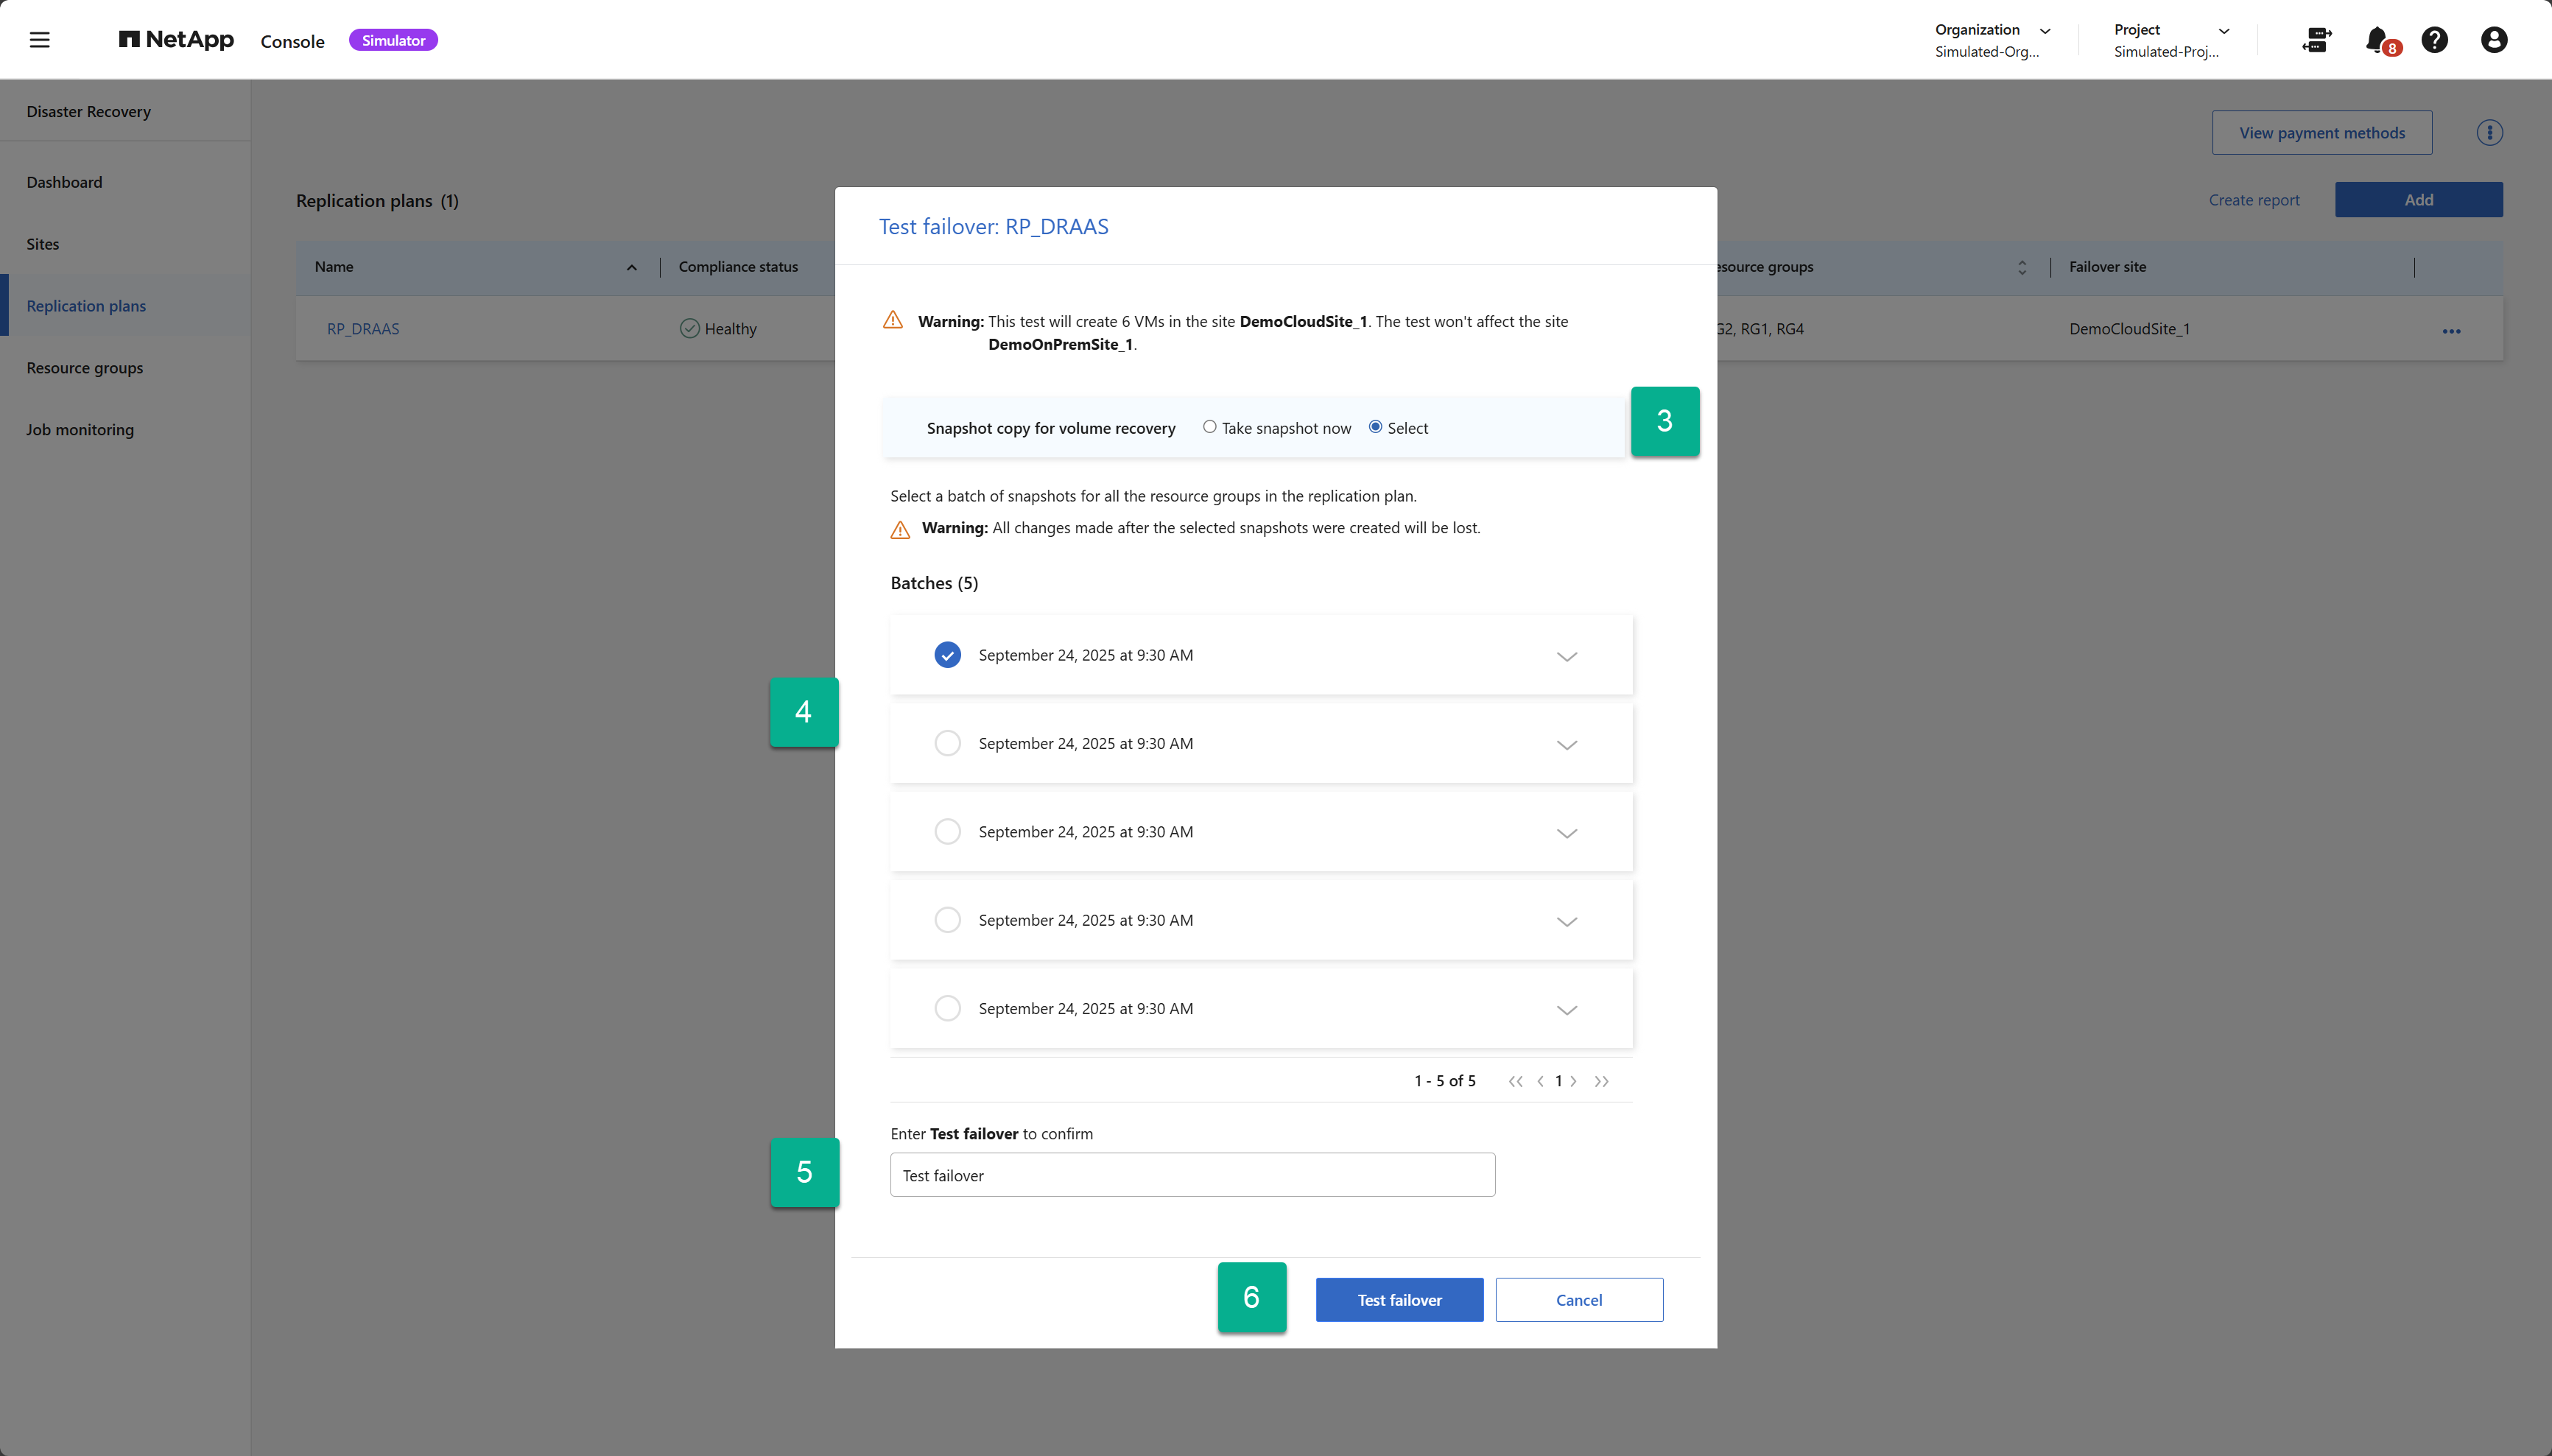 NetApp Console Simulator
Organization
Simulated-Org...
Project
Simulated-Proj...
8
?
Disaster Recovery
Dashboard
Sites
Replication plans
Resource groups
Job monitoring
View payment methods
Replication plans (1)
Create report
Add
Name
Compliance status
esource groups
Failover site
RP_DRAAS
Healthy
G2, RG1, RG4
DemoCloudSite_1
Test failover: RP_DRAAS
Warning: This test will create 6 VMs in the site DemoCloudSite_1. The test won't affect the site
DemoOnPremSite_1.
Snapshot copy for volume recovery Take snapshot now Select
3
Select a batch of snapshots for all the resource groups in the replication plan.
Warning: All changes made after the selected snapshots were created will be lost.
Batches (5)
September 24, 2025 at 9:30 AM
4
September 24, 2025 at 9:30 AM
September 24, 2025 at 9:30 AM
September 24, 2025 at 9:30 AM
September 24, 2025 at 9:30 AM
1 - 5 of 5 << < 1 > >>
Enter Test failover to confirm
5
Test failover
6
Test failover
Cancel